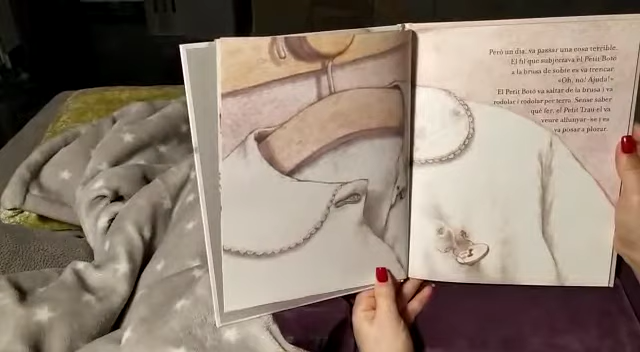 Però un dia, va passar una cosa terrible.
El fil que subjectava el Petit Botó
a la brusa de sobte es va trencar.
«Oh, no! Ajuda!»
El Petit Botó va saltar de la brusa i va
rodolar i rodolar per terra. Sense saber
què fer, el Petit Trau el va
veure allunyar-se i es
va posar a plorar.